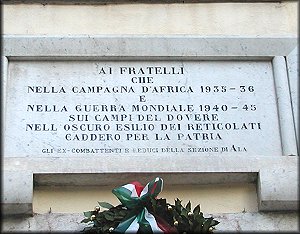 AI FRATELLI
CHE
NELLA CAMPAGNA D'AFRICA 1935-36
E
NELLA GUERRA MONDIALE 1940-45
SUI CAMPI DEL DOVERE
NELL'OSCURO ESILIO DEI RETICOLATI
CADDERO PER LA PATRIA
GLI EX-COMBATTENTI E REDUCI DELLA SEZIONE DI ALA